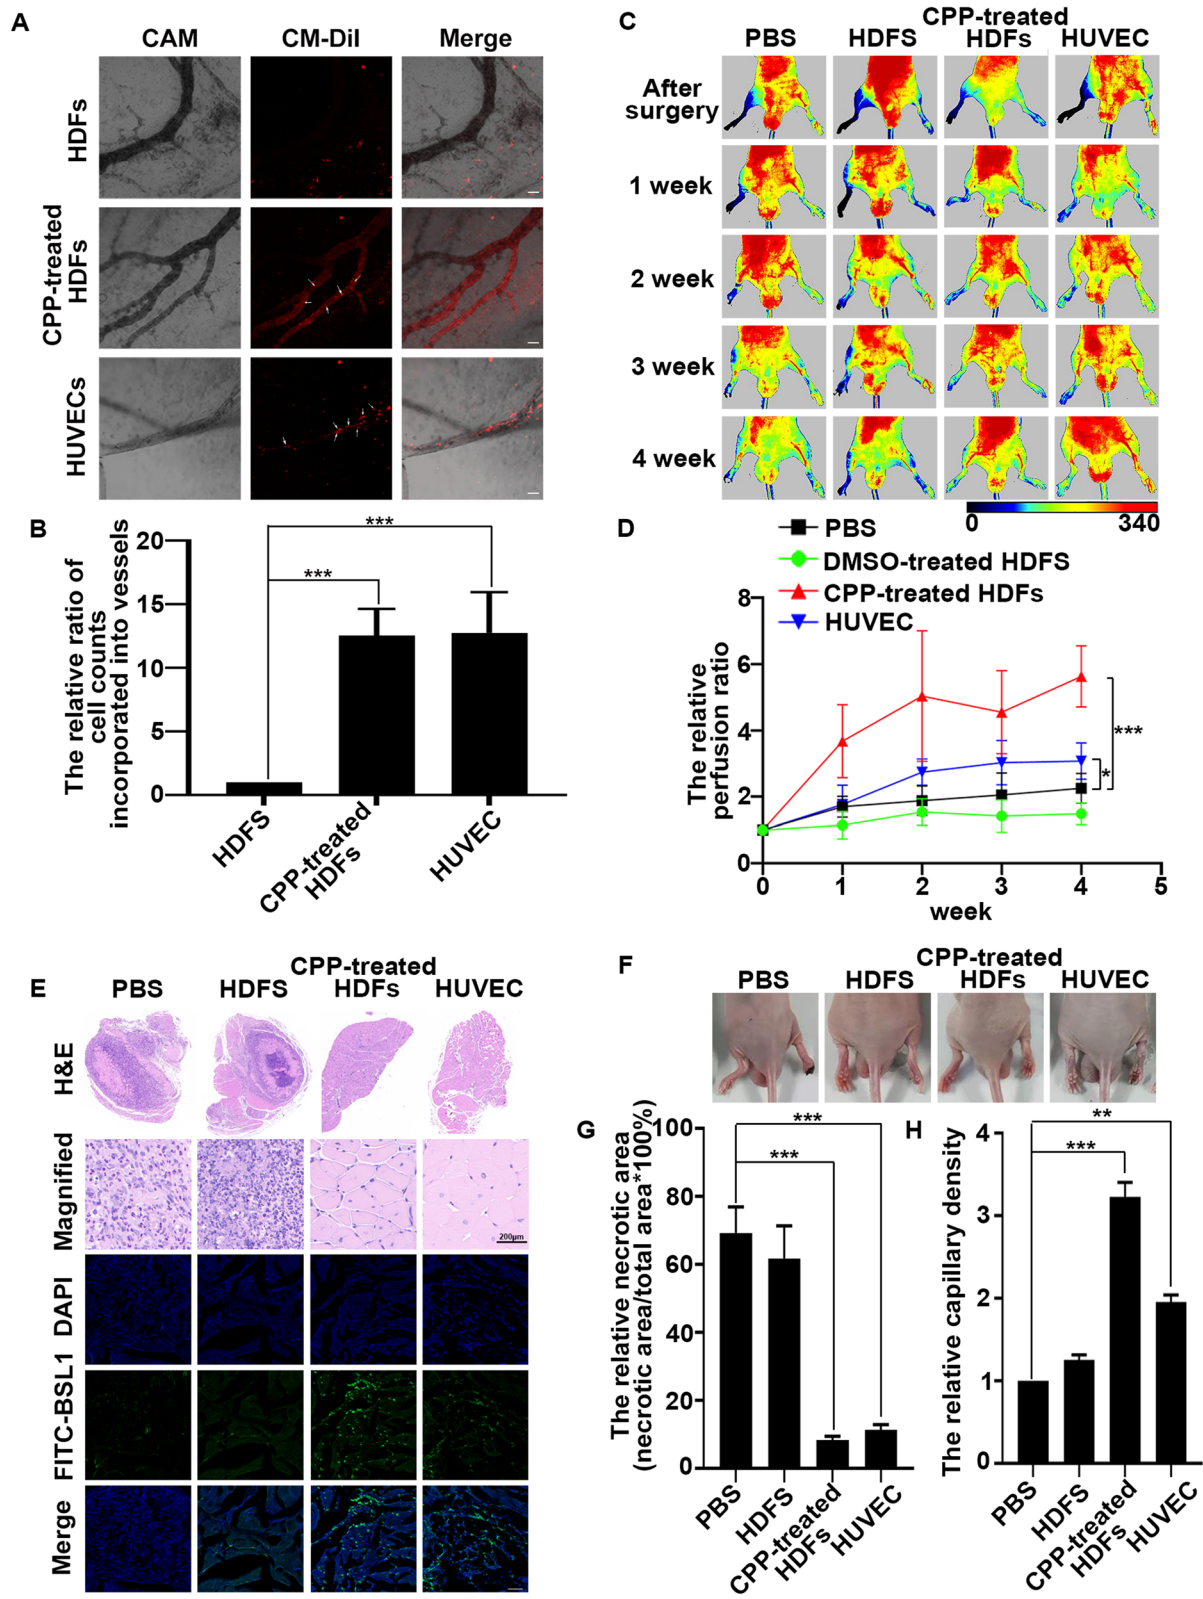 A
CAM
CM-Dil
Merge
HDFs
CPP-treated
HDFs
HUVECs
B
The relative ratio of
cell counts
incorporated into vessels
20
15
10
5
0
***
***
HDFS
CPP-treated
HDFs
HUVEC
C
CPP-treated
PBS
HDFS
HDFs
HUVEC
After
surgery
1 week
2 week
3 week
4 week
0
340
D
PBS
DMSO-treated HDFS
CPP-treated HDFs
HUVEC
The relative
perfusion ratio
8
6
4
2
0
0
1
2
3
4
5
week
***
*
E
CPP-treated
PBS
HDFS
HDFs
HUVEC
H&E
Magnified
200μm
DAPI
FITC-BSL1
Merge
F
CPP-treated
PBS
HDFS
HDFs
HUVEC
G
The relative necrotic area
(necrotic area/total area*100%)
100
80
60
40
20
0
***
***
PBS
HDFS
CPP-treated
HDFs
HUVEC
H
The relative capillary density
4
3
2
1
0
**
***
PBS
HDFS
CPP-treated
HDFs
HUVEC